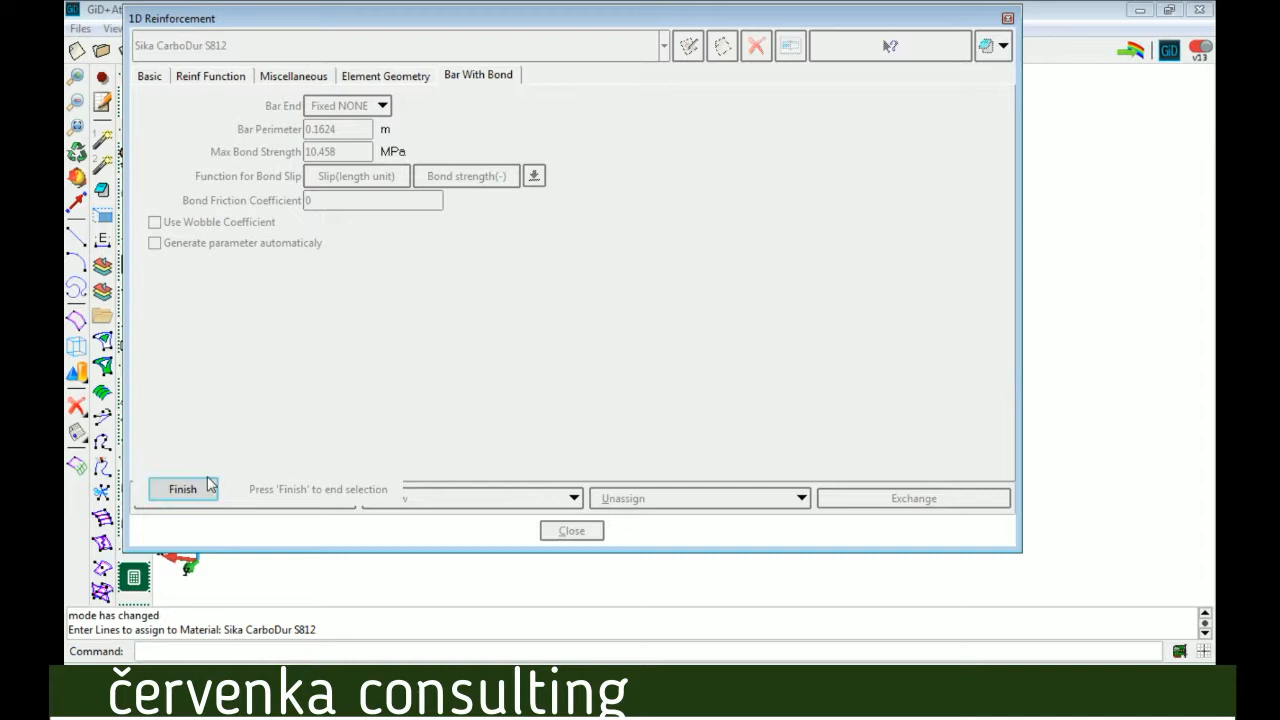 GiD+At
1D Reinforcement
Files View
Sika CarboDur S812
GiD
v13
Basic Reinf Function Miscellaneous Element Geometry Bar With Bond
Bar End Fixed NONE
Bar Perimeter 0.1624 m
Max Bond Strength 10.458 MPa
Function for Bond Slip Slip(length unit) Bond strength(-)
Bond Friction Coefficient 0
Use Wobble Coefficient
Generate parameter automaticaly
Finish Press 'Finish' to end selection
Unassign Exchange
Close
mode has changed
Enter Lines to assign to Material: Sika CarboDur S812
Command:
červenka consulting